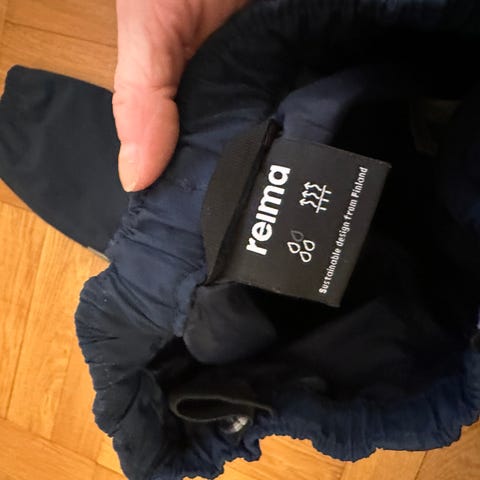 reima
Sustainable design from Finland